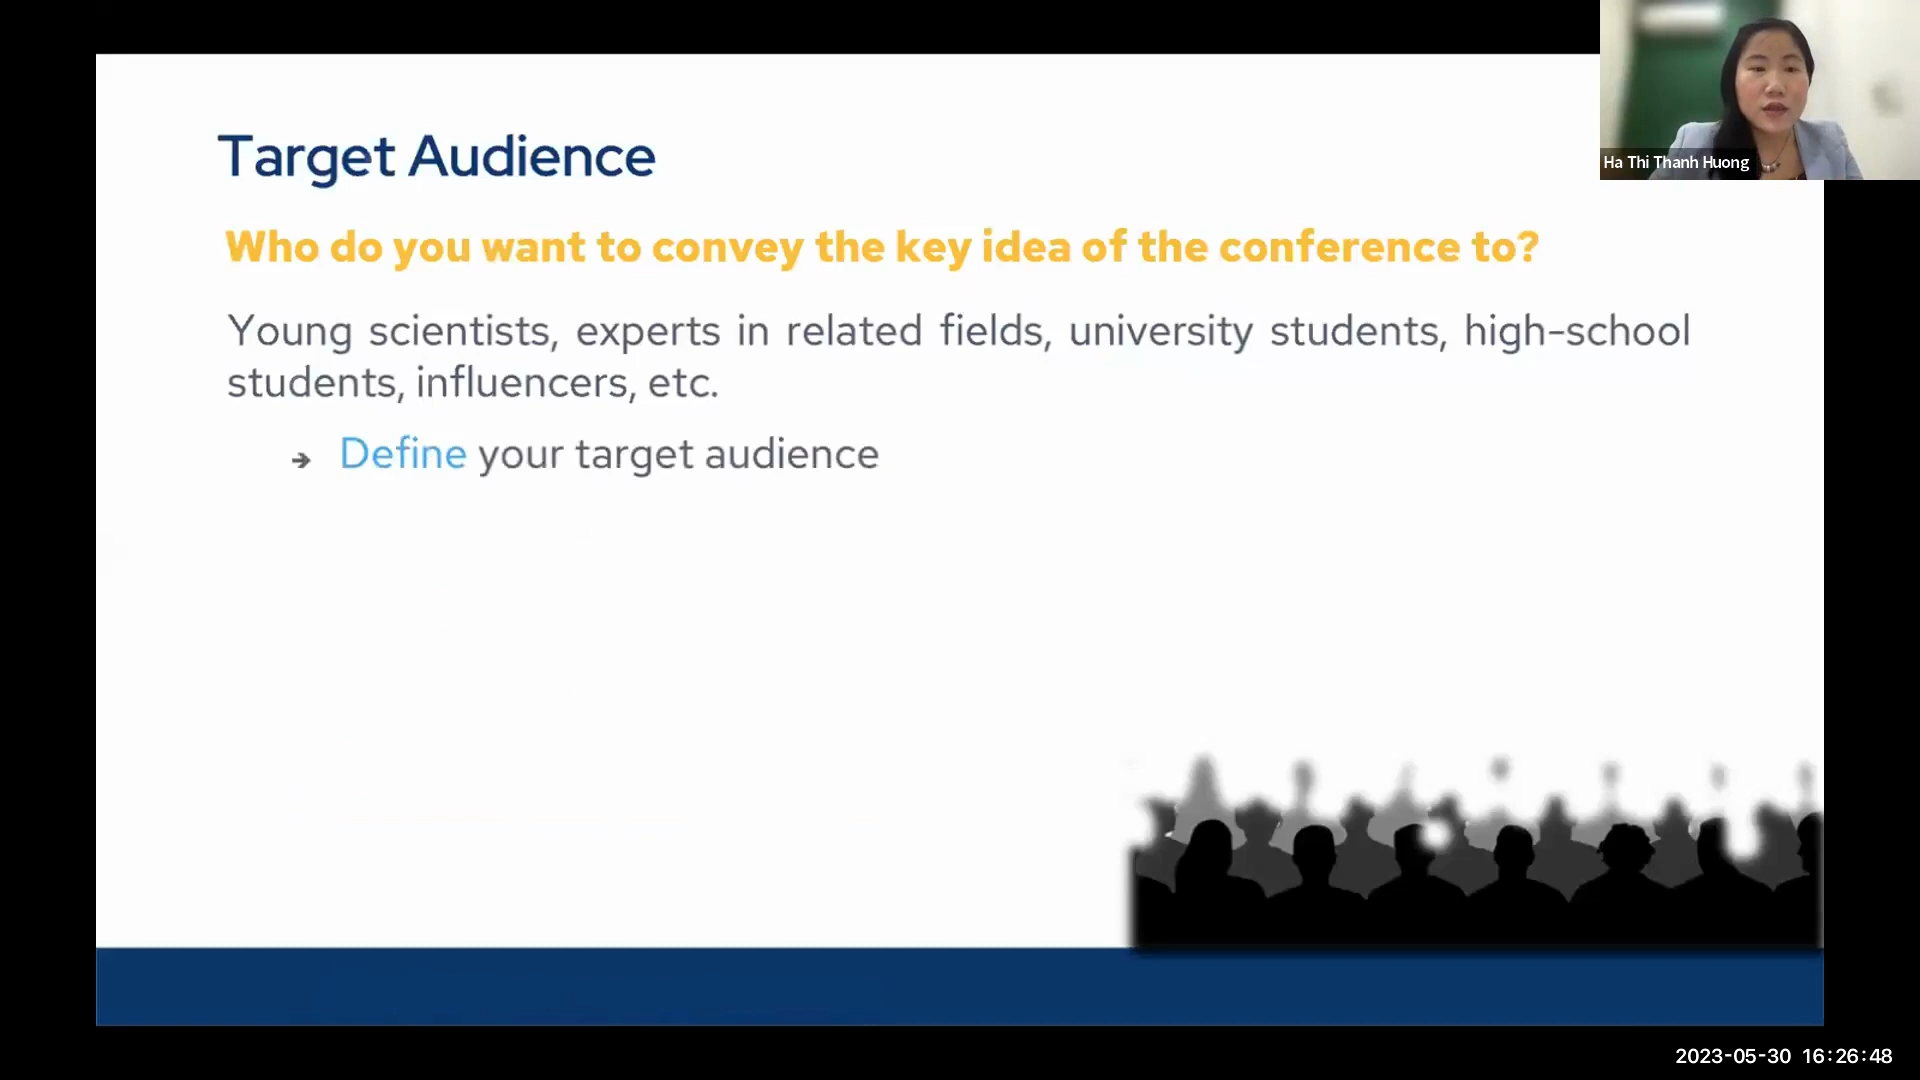 Target Audience
Who do you want to convey the key idea of the conference to?
Young scientists, experts in related fields, university students, high-school
students, influencers, etc.
➔ Define your target audience
Ha Thi Thanh Huong
2023-05-30 16:26:48